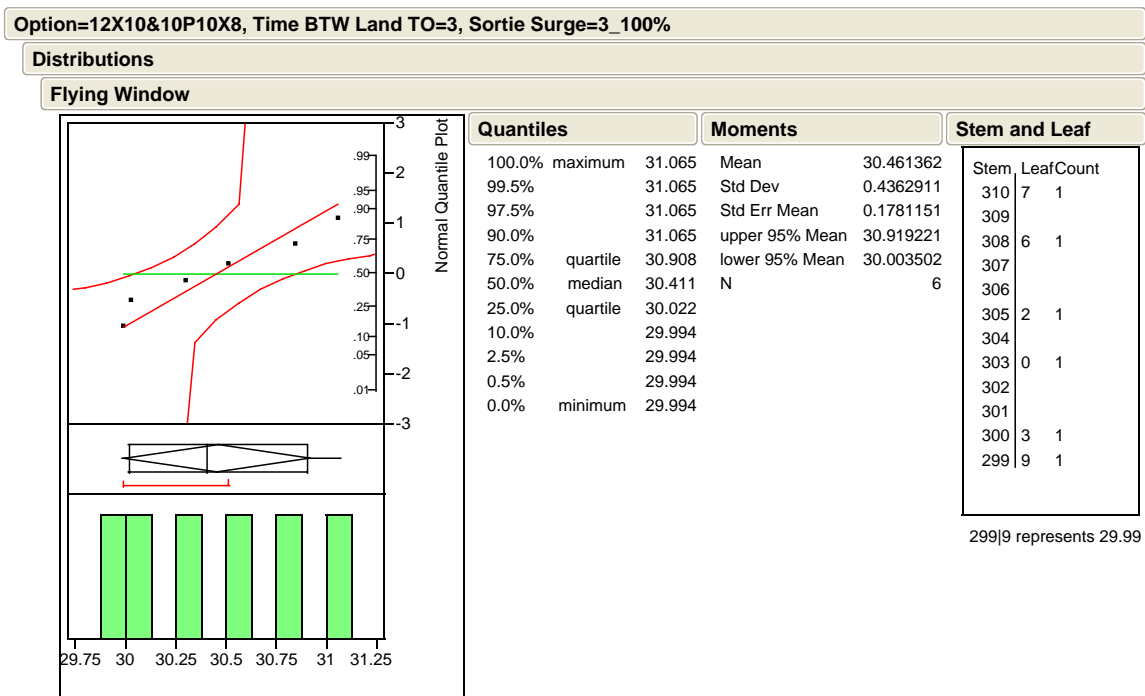 Option=12X10&10P10X8, Time BTW Land TO=3, Sortie Surge=3_100%
Distributions
Flying Window
3
2
1
0
-1
-2
-3
.99
.95
.90
.75
.50
.25
.10
.05
.01
Normal Quantile Plot
29.75 30 30.25 30.5 30.75 31 31.25
Quantiles
100.0% maximum 31.065
99.5% 31.065
97.5% 31.065
90.0% 31.065
75.0% quartile 30.908
50.0% median 30.411
25.0% quartile 30.022
10.0% 29.994
2.5% 29.994
0.5% 29.994
0.0% minimum 29.994
Moments
Mean 30.461362
Std Dev 0.4362911
Std Err Mean 0.1781151
upper 95% Mean 30.919221
lower 95% Mean 30.003502
N 6
Stem and Leaf
Stem Leaf Count
310 7 1
309
308 6 1
307
306
305 2 1
304
303 0 1
302
301
300 3 1
299 9 1
299|9 represents 29.99